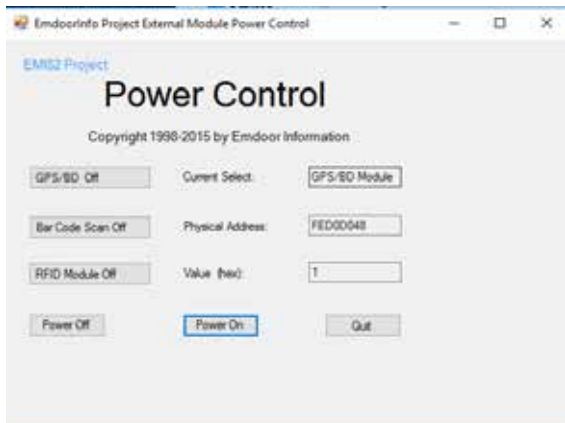 EmdoorInfo Project External Module Power Control
EMI82 Project
Power Control
Copyright 1998-2015 by Emdoor Information
GPS/BD Off Current Select: GPS/BD Module
Bar Code Scan Off Physical Address: FED0D048
RFID Module Off Value (hex): 1
Power Off Power On Quit